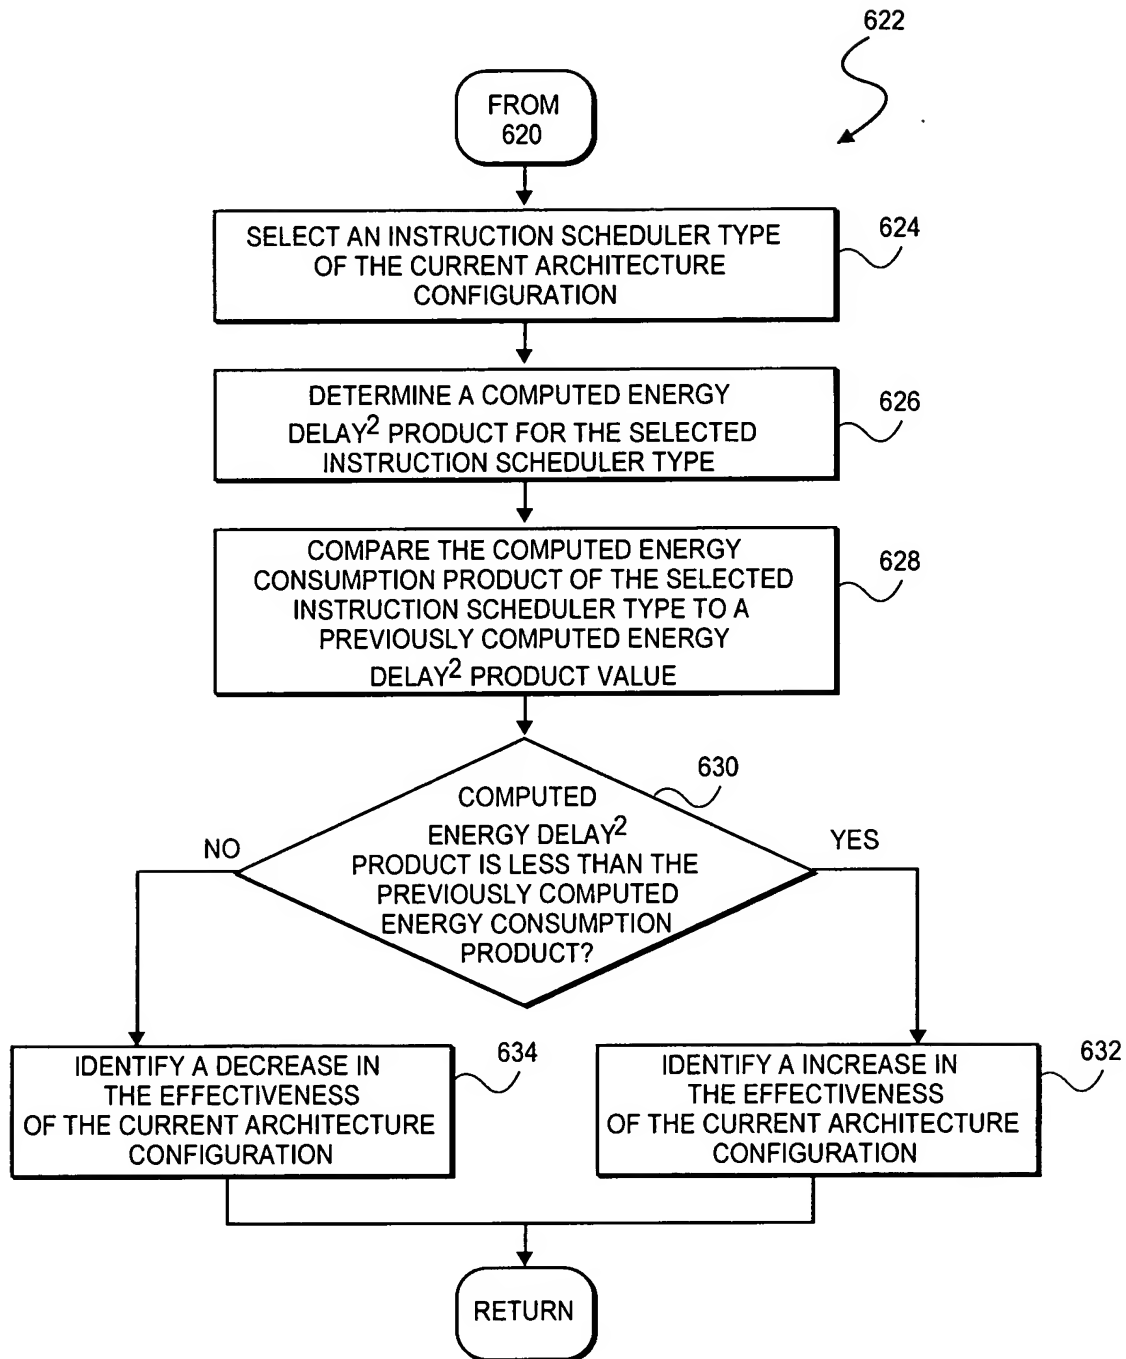 622
FROM
620
SELECT AN INSTRUCTION SCHEDULER TYPE
OF THE CURRENT ARCHITECTURE
CONFIGURATION
624
DETERMINE A COMPUTED ENERGY
DELAY² PRODUCT FOR THE SELECTED
INSTRUCTION SCHEDULER TYPE
626
COMPARE THE COMPUTED ENERGY
CONSUMPTION PRODUCT OF THE SELECTED
INSTRUCTION SCHEDULER TYPE TO A
PREVIOUSLY COMPUTED ENERGY
DELAY² PRODUCT VALUE
628
630
COMPUTED
ENERGY DELAY²
PRODUCT IS LESS THAN THE
PREVIOUSLY COMPUTED
ENERGY CONSUMPTION
PRODUCT?
NO
YES
IDENTIFY A DECREASE IN
THE EFFECTIVENESS
OF THE CURRENT ARCHITECTURE
CONFIGURATION
634
IDENTIFY A INCREASE IN
THE EFFECTIVENESS
OF THE CURRENT ARCHITECTURE
CONFIGURATION
632
RETURN